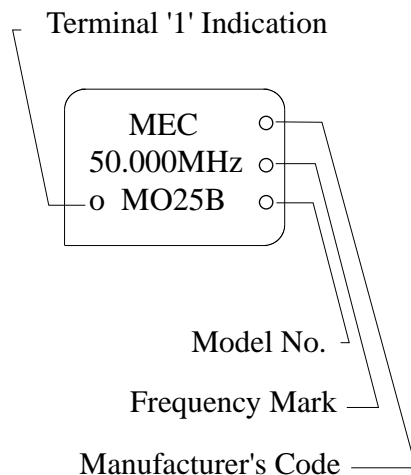 Terminal '1' Indication
MEC
50.000MHz
o MO25B
Model No.
Frequency Mark
Manufacturer's Code